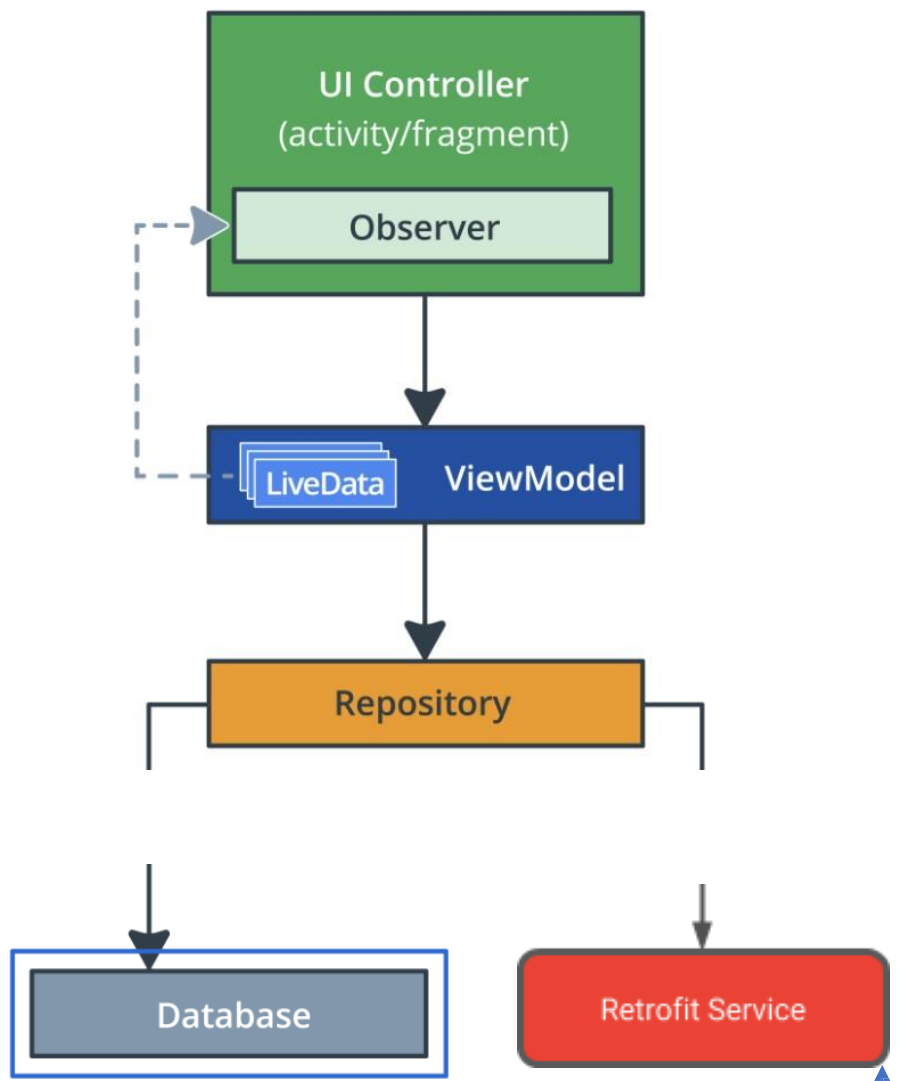 UI Controller
(activity/fragment)
Observer
LiveData
ViewModel
Repository
Database
Retrofit Service